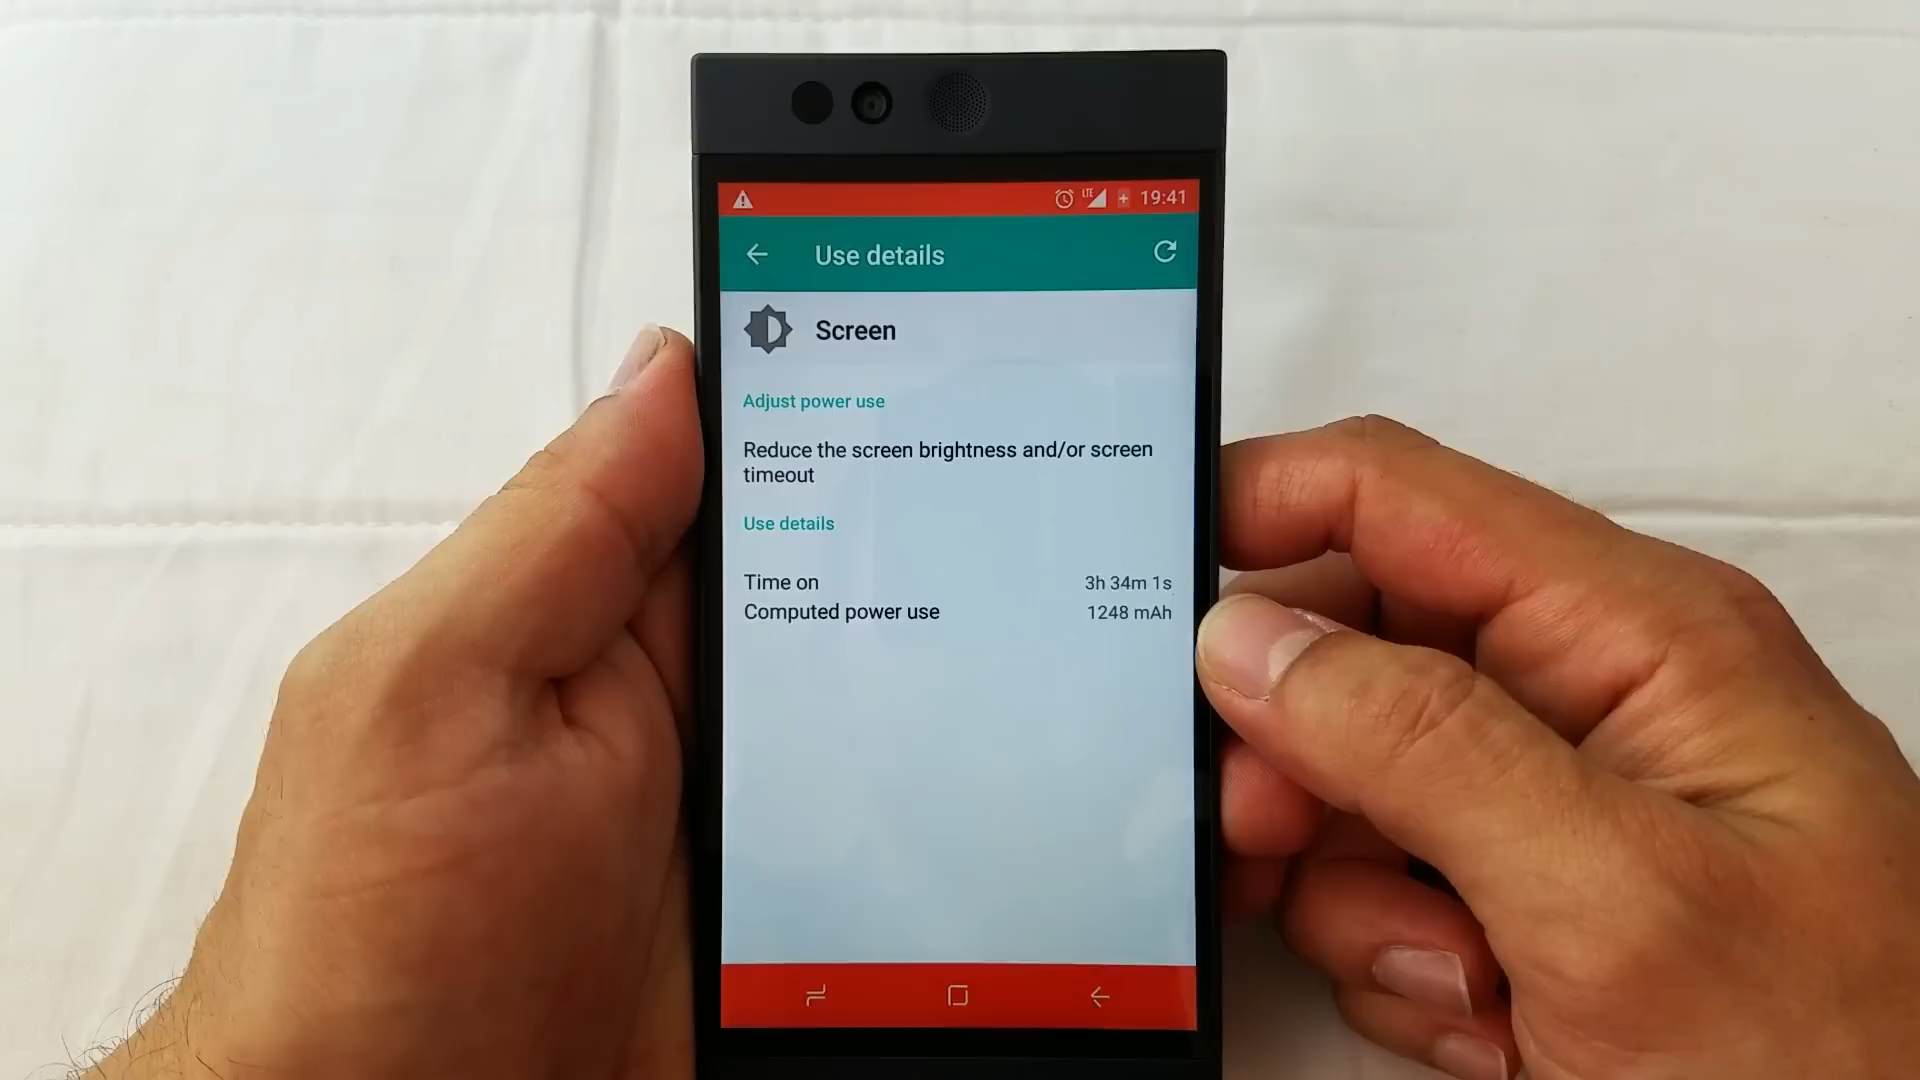 LTE 19:41
Use details
Screen
Adjust power use
Reduce the screen brightness and/or screen
timeout
Use details
Time on 3h 34m 1s
Computed power use 1248 mAh